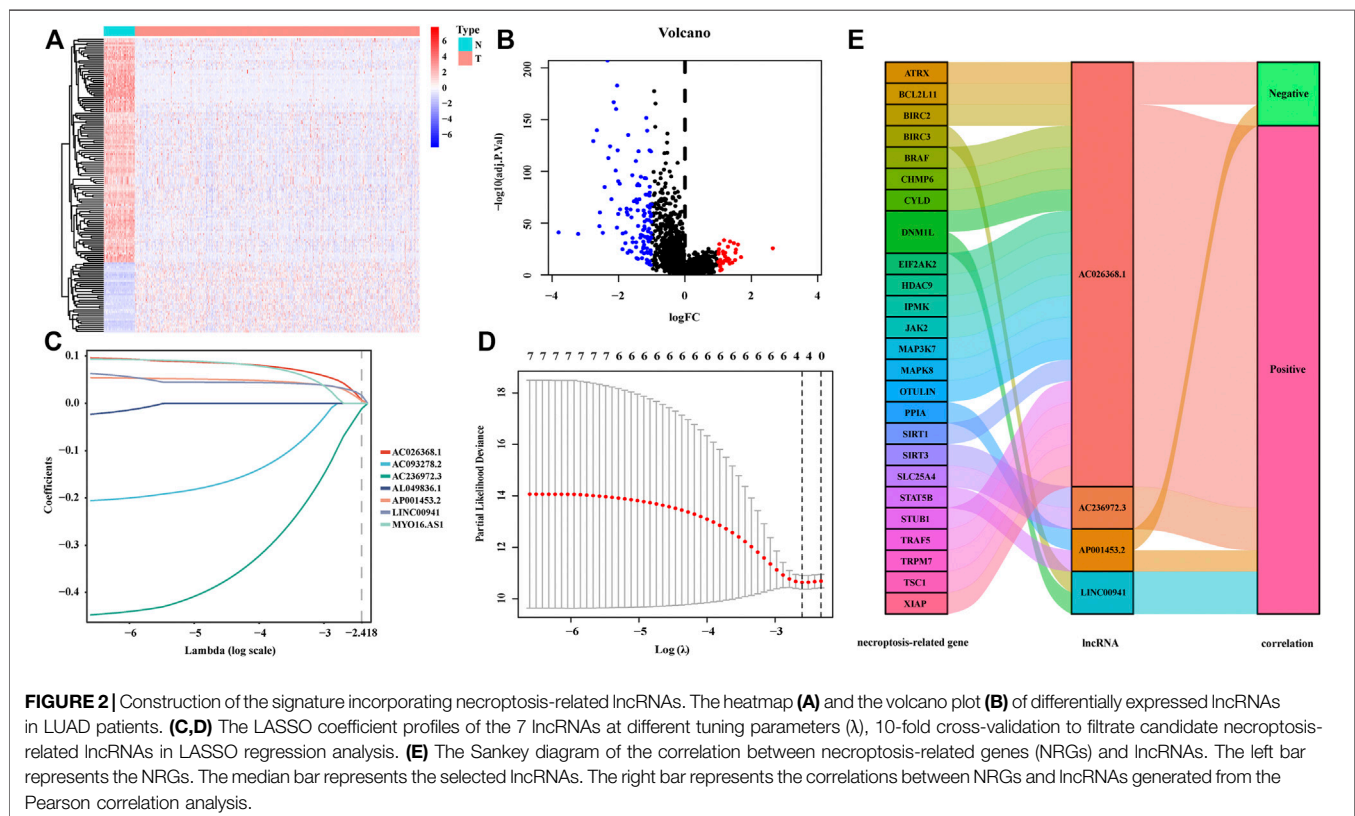 A
Type
N
T
6
4
2
0
−2
−4
−6
B
Volcano
200
150
100
50
0
−log10(adj.P.Val)
−4
−2
0
2
4
logFC
C
0.1
0.0
−0.1
−0.2
−0.3
−0.4
Coefficients
−6
−5
−4
−3
−2.418
Lambda (log scale)
AC026368.1
AC093278.2
AC236972.3
AL049836.1
AP001453.2
LINC00941
MYO16.AS1
D
7 7 7 7 7 7 7 6 6 6 6 6 6 6 6 6 6 6 6 6 4 4 0
18
16
14
12
10
Partial Likelihood Deviance
−6
−5
−4
−3
Log (λ)
E
ATRX
BCL2L11
BIRC2
BIRC3
BRAF
CHMP6
CYLD
DNM1L
EIF2AK2
HDAC9
IPMK
JAK2
MAP3K7
MAPK8
OTULIN
PPIA
SIRT1
SIRT3
SLC25A4
STAT5B
STUB1
TRAF5
TRPM7
TSC1
XIAP
necroptosis-related gene
AC026368.1
AC236972.3
AP001453.2
LINC00941
lncRNA
Negative
Positive
correlation
FIGURE 2 | Construction of the signature incorporating necroptosis-related lncRNAs. The heatmap (A) and the volcano plot (B) of differentially expressed lncRNAs
in LUAD patients. (C,D) The LASSO coefficient profiles of the 7 lncRNAs at different tuning parameters (λ), 10-fold cross-validation to filtrate candidate necroptosis-
related lncRNAs in LASSO regression analysis. (E) The Sankey diagram of the correlation between necroptosis-related genes (NRGs) and lncRNAs. The left bar
represents the NRGs. The median bar represents the selected lncRNAs. The right bar represents the correlations between NRGs and lncRNAs generated from the
Pearson correlation analysis.